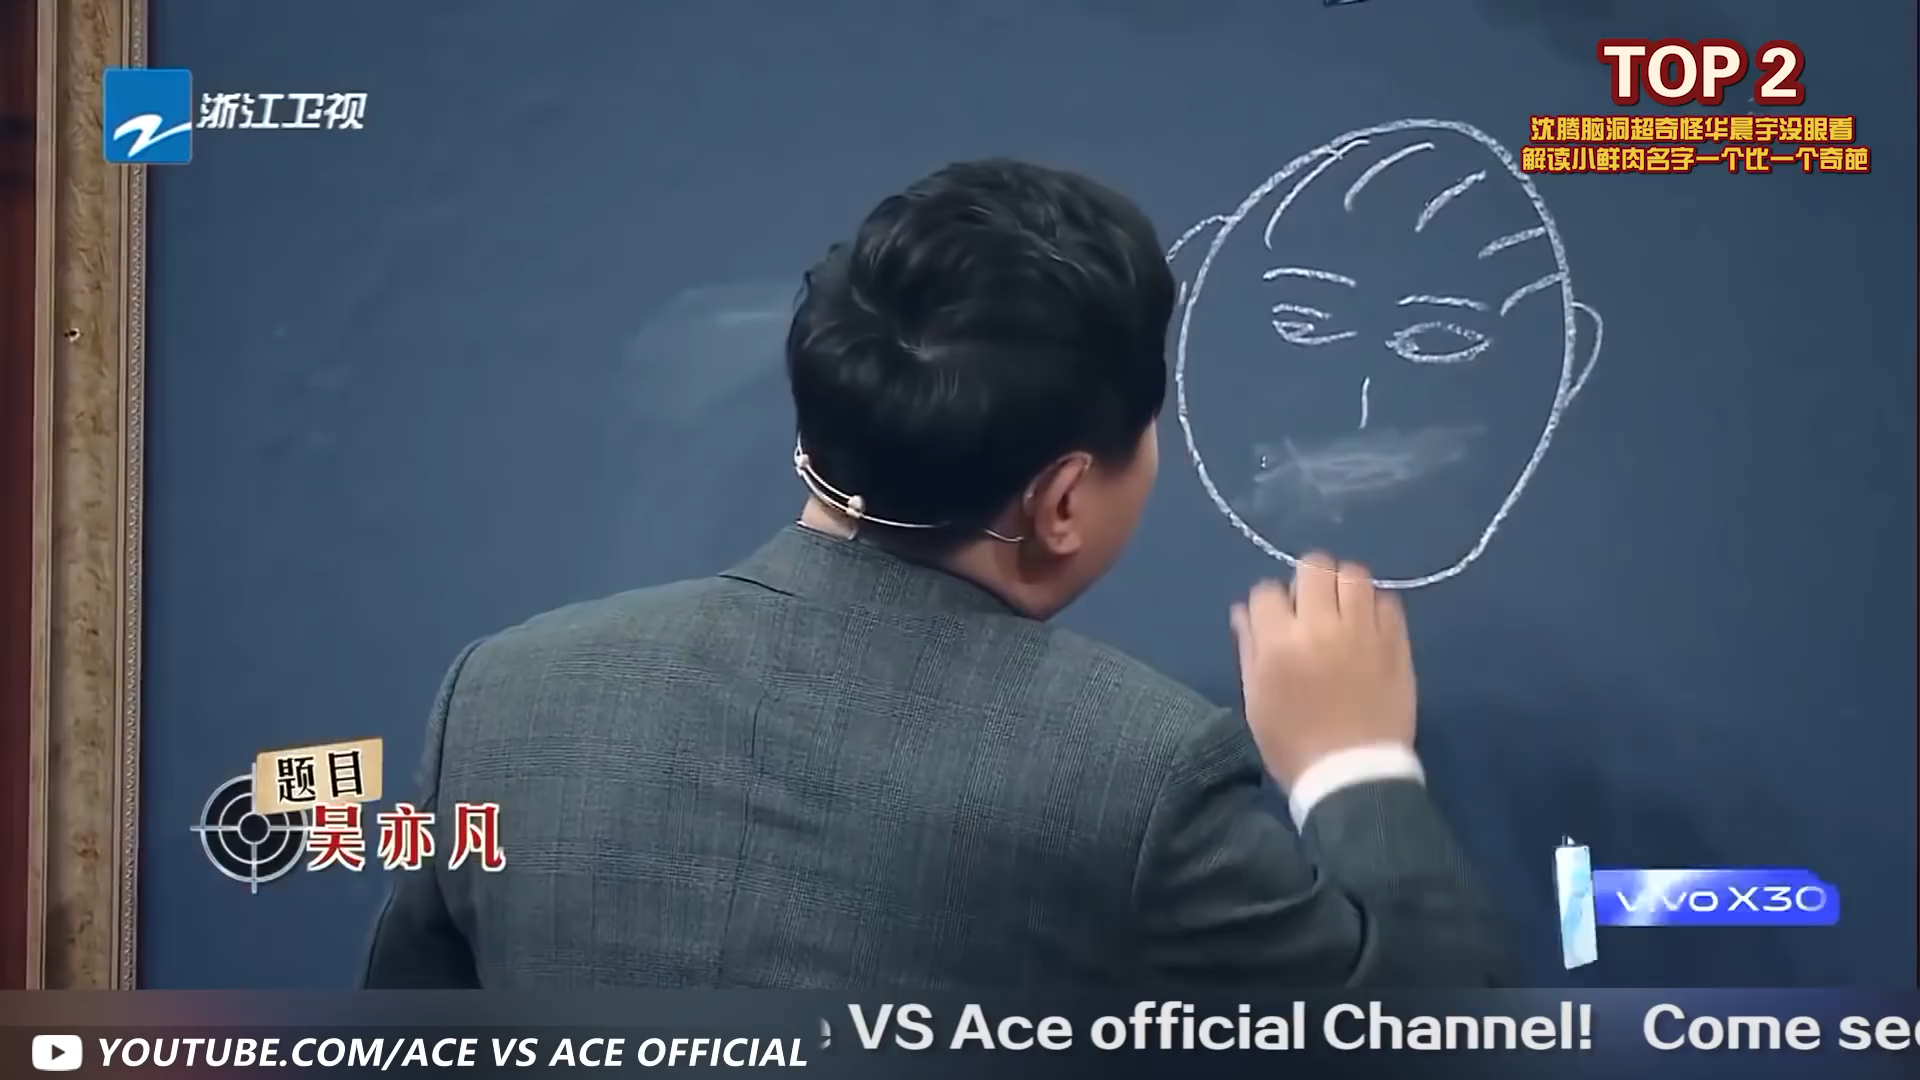 浙江卫视
TOP 2
沈腾脑洞超奇怪华晨宇没眼看
解读小鲜肉名字一个比一个奇葩
题目
吴亦凡
vivo X30
VS Ace official Channel! Come see
YOUTUBE.COM/ACE VS ACE OFFICIAL